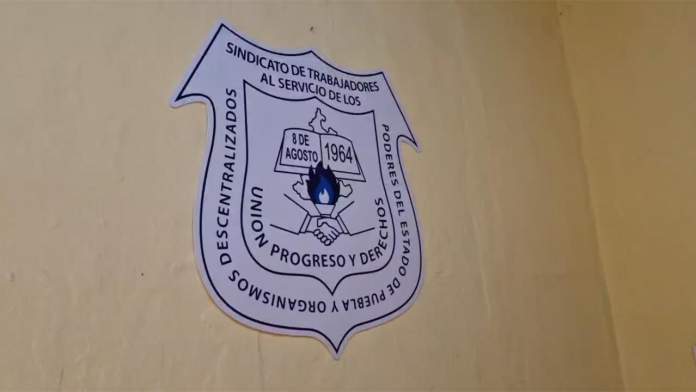 SINDICATO DE TRABAJADORES
AL SERVICIO DE LOS
PODERES DEL ESTADO DE PUEBLA Y ORGANISMOS DESCENTRALIZADOS
8 DE
AGOSTO
1964
UNION PROGRESO Y DERECHOS